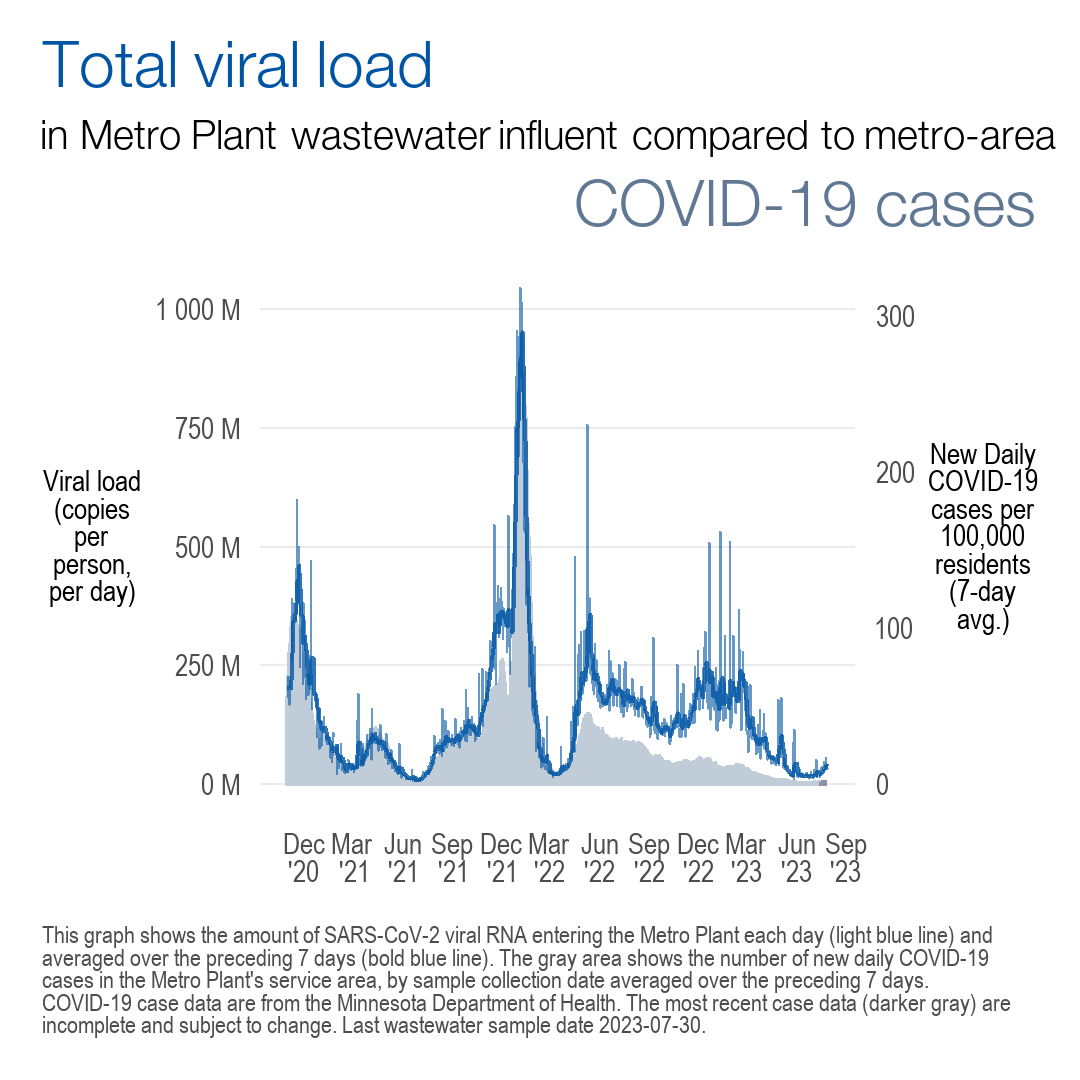 Total viral load
in Metro Plant wastewater influent compared to metro-area
COVID-19 cases
1 000 M
750 M
500 M
250 M
0 M
Viral load
(copies
per
person,
per day)
300
200
100
0
New Daily
COVID-19
cases per
100,000
residents
(7-day
avg.)
Dec Mar Jun Sep Dec Mar Jun Sep Dec Mar Jun Sep
'20 '21 '21 '21 '21 '22 '22 '22 '22 '23 '23 '23
This graph shows the amount of SARS-CoV-2 viral RNA entering the Metro Plant each day (light blue line) and
averaged over the preceding 7 days (bold blue line). The gray area shows the number of new daily COVID-19
cases in the Metro Plant's service area, by sample collection date averaged over the preceding 7 days.
COVID-19 case data are from the Minnesota Department of Health. The most recent case data (darker gray) are
incomplete and subject to change. Last wastewater sample date 2023-07-30.